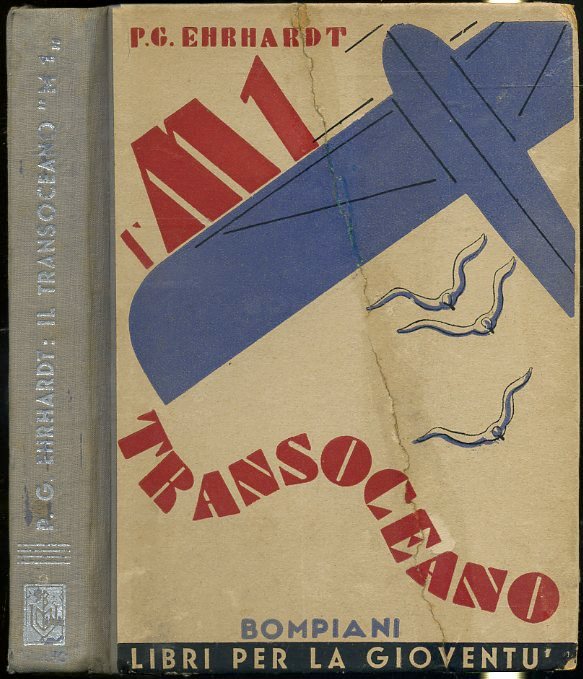 P. G. EHRHARDT: IL TRANSOCEANO "M 1„
P.G. EHRHARDT
l'M1
TRANSOCEANO
BOMPIANI
LIBRI PER LA GIOVENTU'